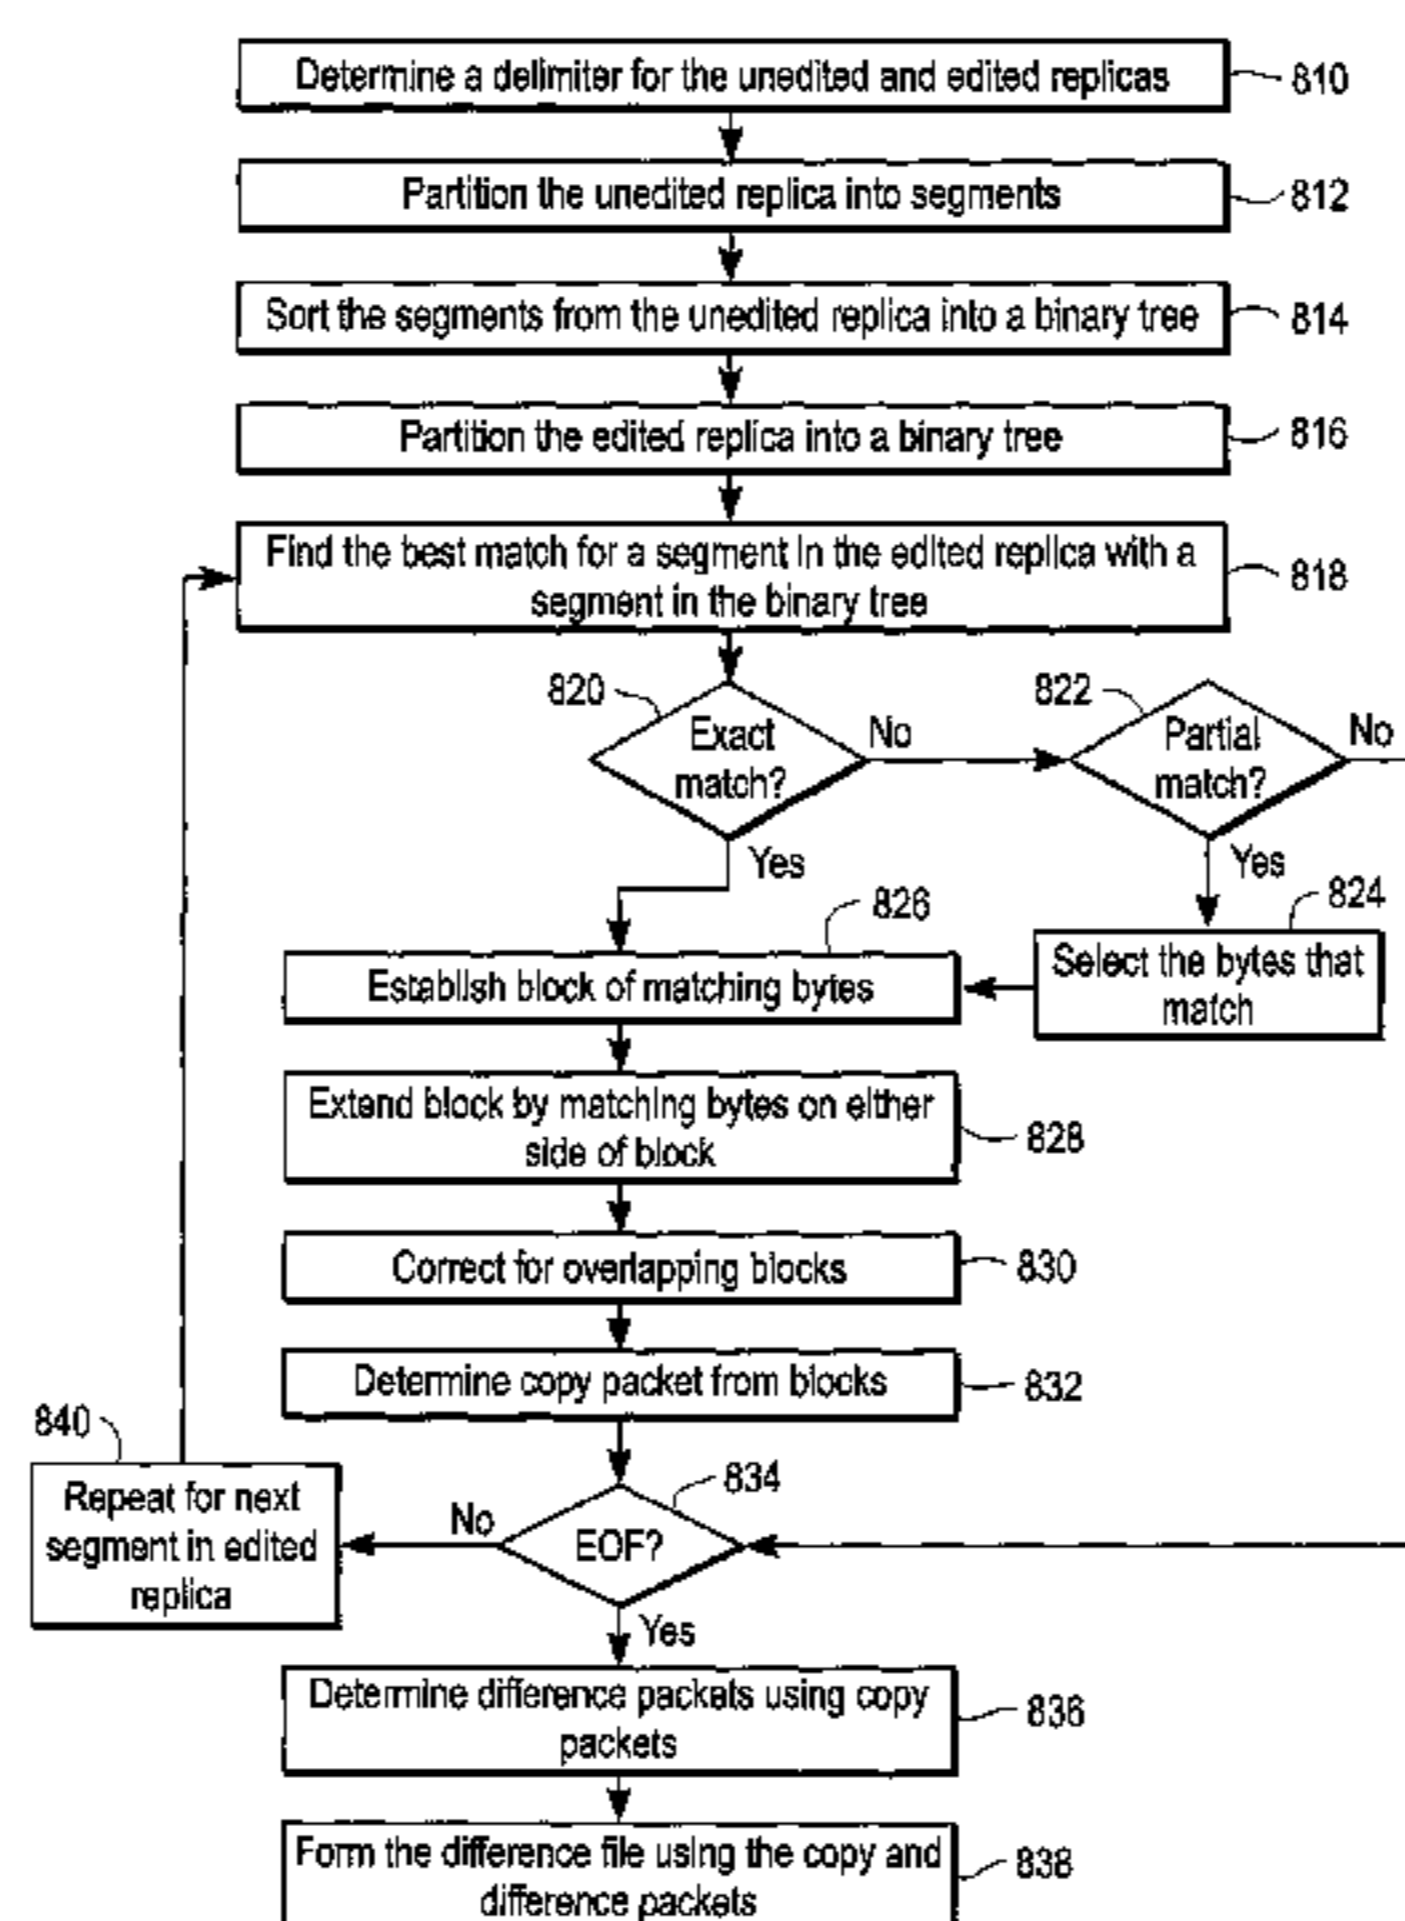 Determine a delimiter for the unedited and edited replicas
810
Partition the unedited replica into segments
812
Sort the segments from the unedited replica into a binary tree
814
Partition the edited replica into a binary tree
816
Find the best match for a segment in the edited replica with a
segment in the binary tree
818
820
Exact
match?
No
822
Partial
match?
No
Yes
Yes
824
Select the bytes that
match
826
Establish block of matching bytes
Extend block by matching bytes on either
side of block
828
Correct for overlapping blocks
830
Determine copy packet from blocks
832
840
Repeat for next
segment in edited
replica
No
834
EOF?
Yes
Determine difference packets using copy
packets
836
Form the difference file using the copy and
difference packets
838